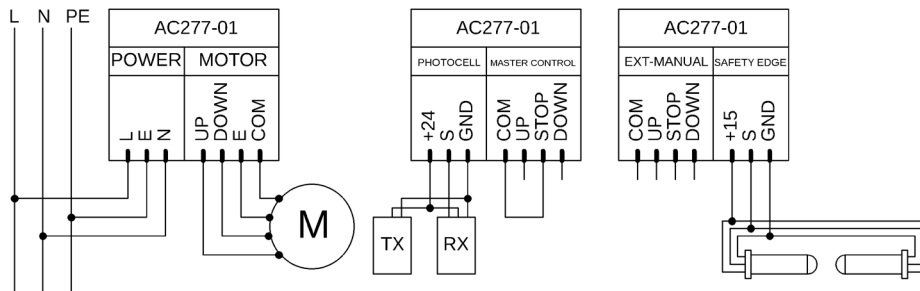 L N PE
AC277-01
POWER MOTOR
L E N UP DOWN E COM
M
AC277-01
PHOTOCELL MASTER CONTROL
+24 S GND COM UP STOP DOWN
TX RX
AC277-01
EXT-MANUAL SAFETY EDGE
COM UP STOP DOWN +15 S GND